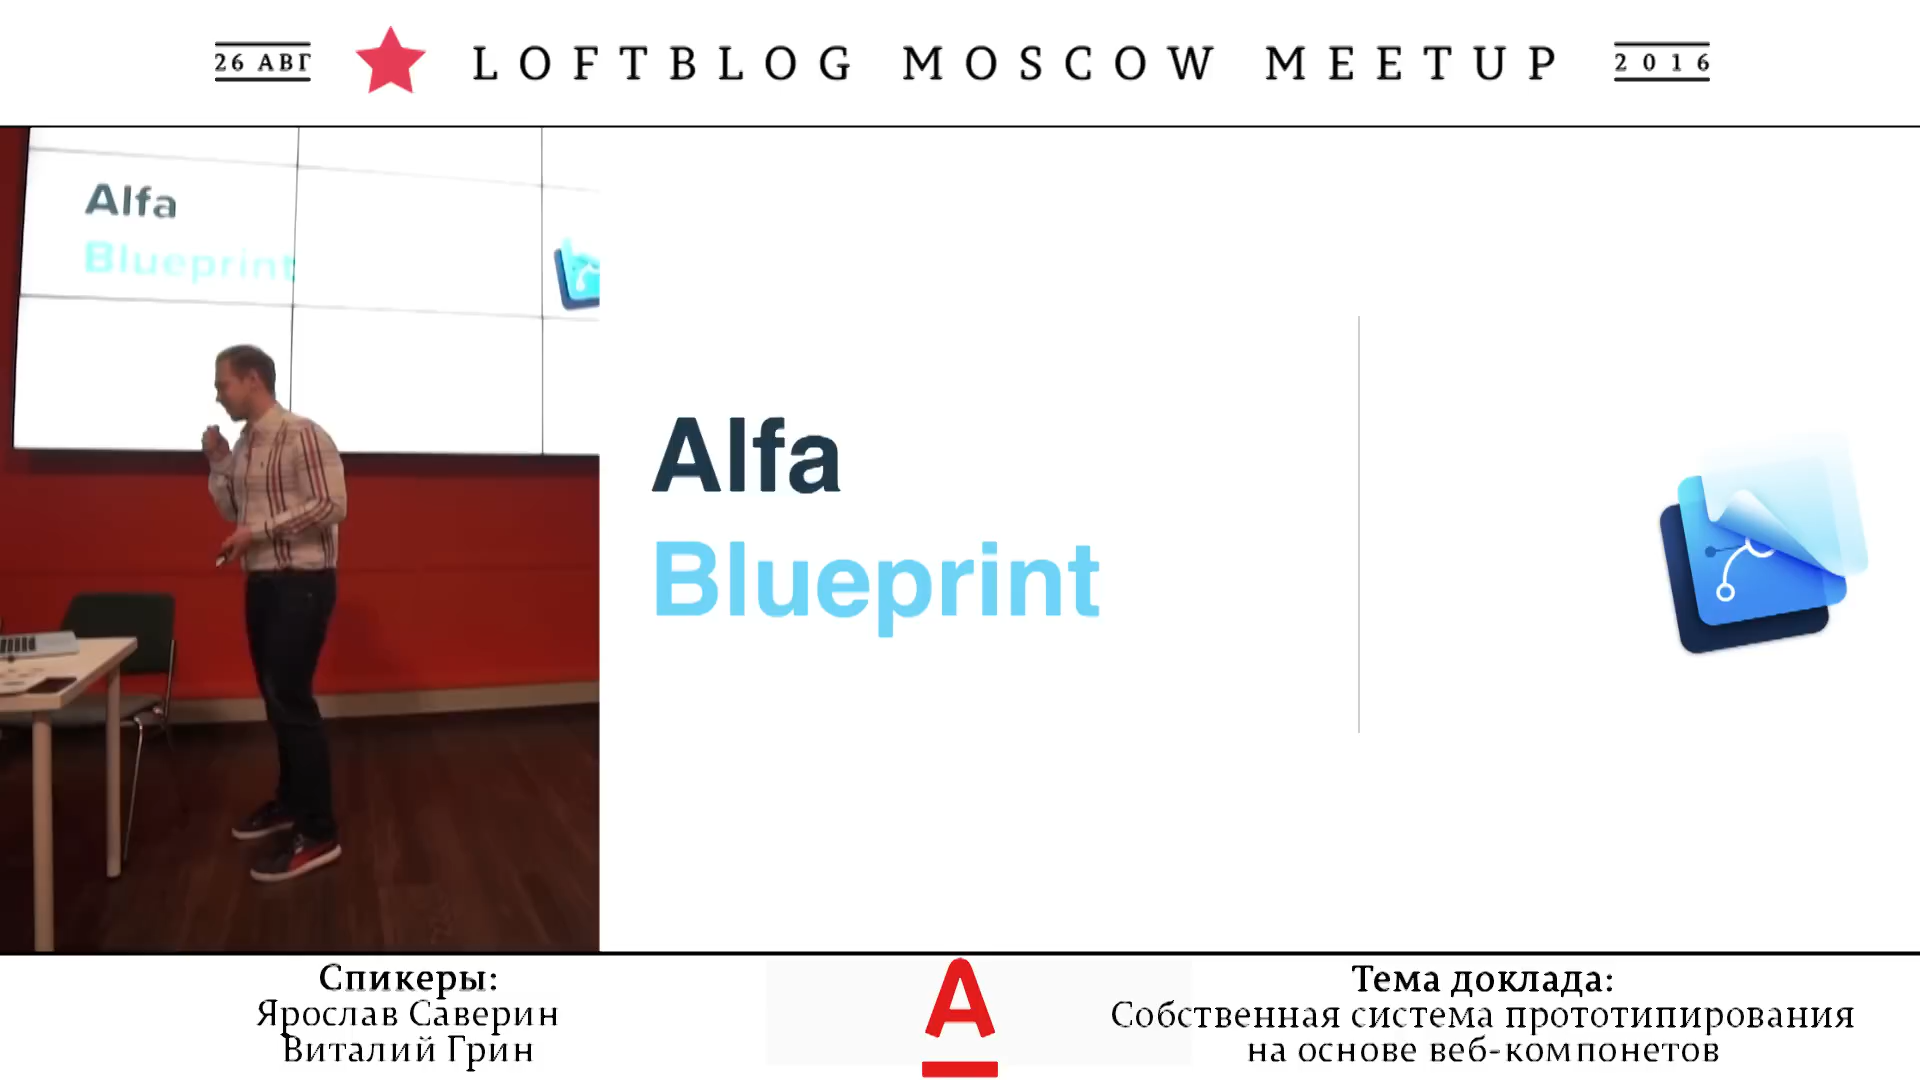 26 АВГ
LOFTBLOG MOSCOW MEETUP
2016
Alfa
Blueprint
Alfa
Blueprint
Спикеры:
Ярослав Саверин
Виталий Грин
А
Тема доклада:
Собственная система прототипирования
на основе веб-компонетов